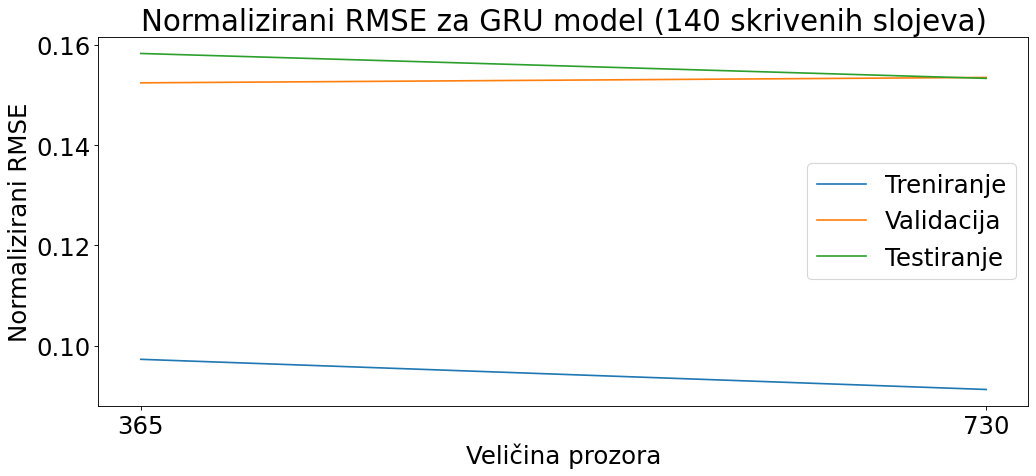 Normalizirani RMSE za GRU model (140 skrivenih slojeva)
Normalizirani RMSE
0.16
0.14
0.12
0.10
Treniranje
Validacija
Testiranje
365
730
Veličina prozora